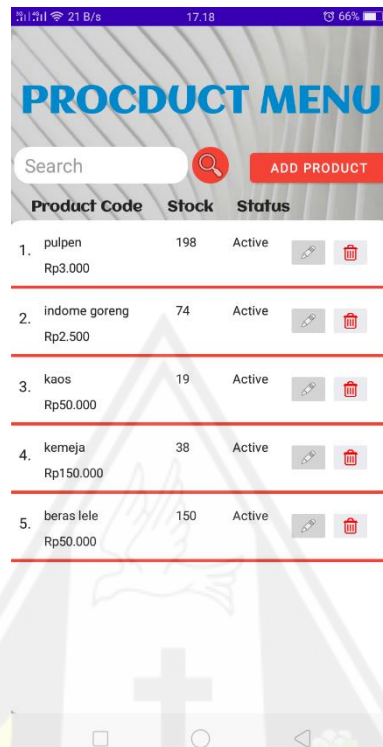 21 B/s 17.18 66%
PROCDUCT MENU
Search
ADD PRODUCT
Product Code Stock Status
1. pulpen 198 Active
Rp3.000
2. indome goreng 74 Active
Rp2.500
3. kaos 19 Active
Rp50.000
4. kemeja 38 Active
Rp150.000
5. beras lele 150 Active
Rp50.000